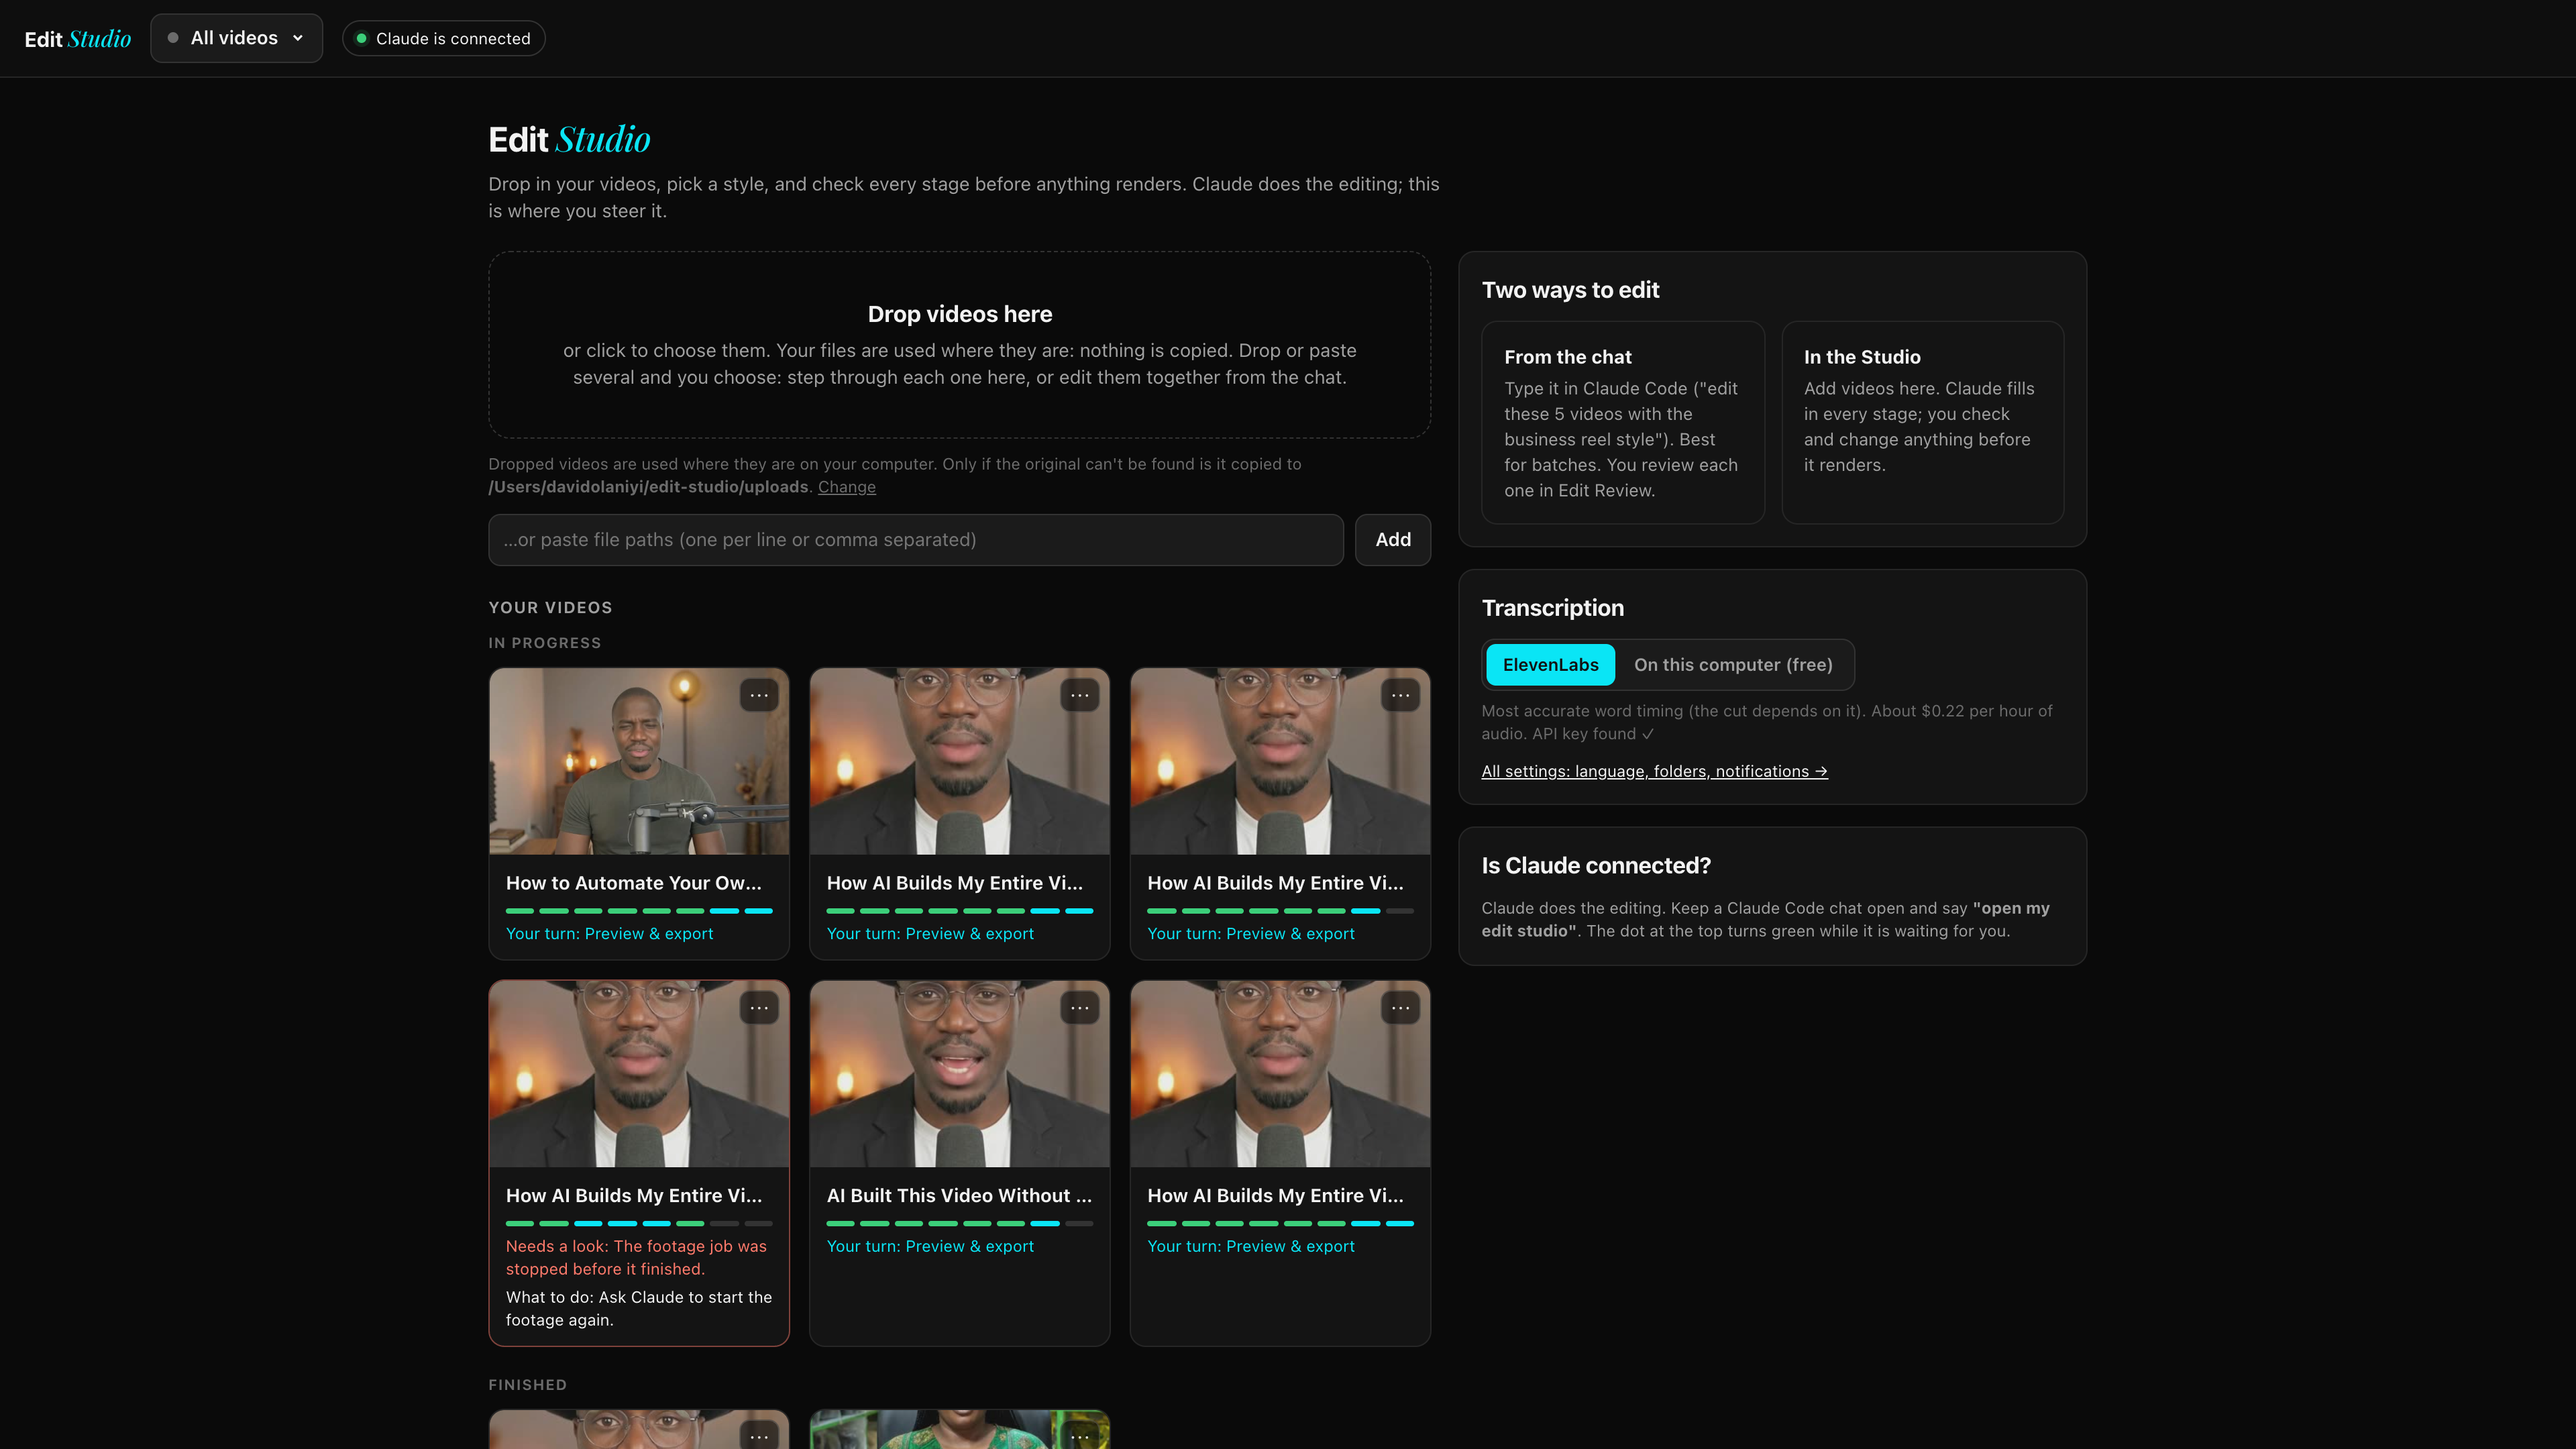 Edit Studio
All videos
Claude is connected
Edit Studio
Drop in your videos, pick a style, and check every stage before anything renders. Claude does the editing; this
is where you steer it.
Drop videos here
or click to choose them. Your files are used where they are: nothing is copied. Drop or paste
several and you choose: step through each one here, or edit them together from the chat.
Dropped videos are used where they are on your computer. Only if the original can't be found is it copied to
/Users/davidolaniyi/edit-studio/uploads. Change
...or paste file paths (one per line or comma separated)
Add
YOUR VIDEOS
IN PROGRESS
How to Automate Your Ow...
Your turn: Preview & export
How AI Builds My Entire Vi...
Your turn: Preview & export
How AI Builds My Entire Vi...
Your turn: Preview & export
How AI Builds My Entire Vi...
Needs a look: The footage job was
stopped before it finished.
What to do: Ask Claude to start the
footage again.
AI Built This Video Without ...
Your turn: Preview & export
How AI Builds My Entire Vi...
Your turn: Preview & export
FINISHED
Two ways to edit
From the chat
Type it in Claude Code ("edit
these 5 videos with the
business reel style"). Best
for batches. You review each
one in Edit Review.
In the Studio
Add videos here. Claude fills
in every stage; you check
and change anything before
it renders.
Transcription
ElevenLabs
On this computer (free)
Most accurate word timing (the cut depends on it). About $0.22 per hour of
audio. API key found ✓
All settings: language, folders, notifications →
Is Claude connected?
Claude does the editing. Keep a Claude Code chat open and say "open my
edit studio". The dot at the top turns green while it is waiting for you.